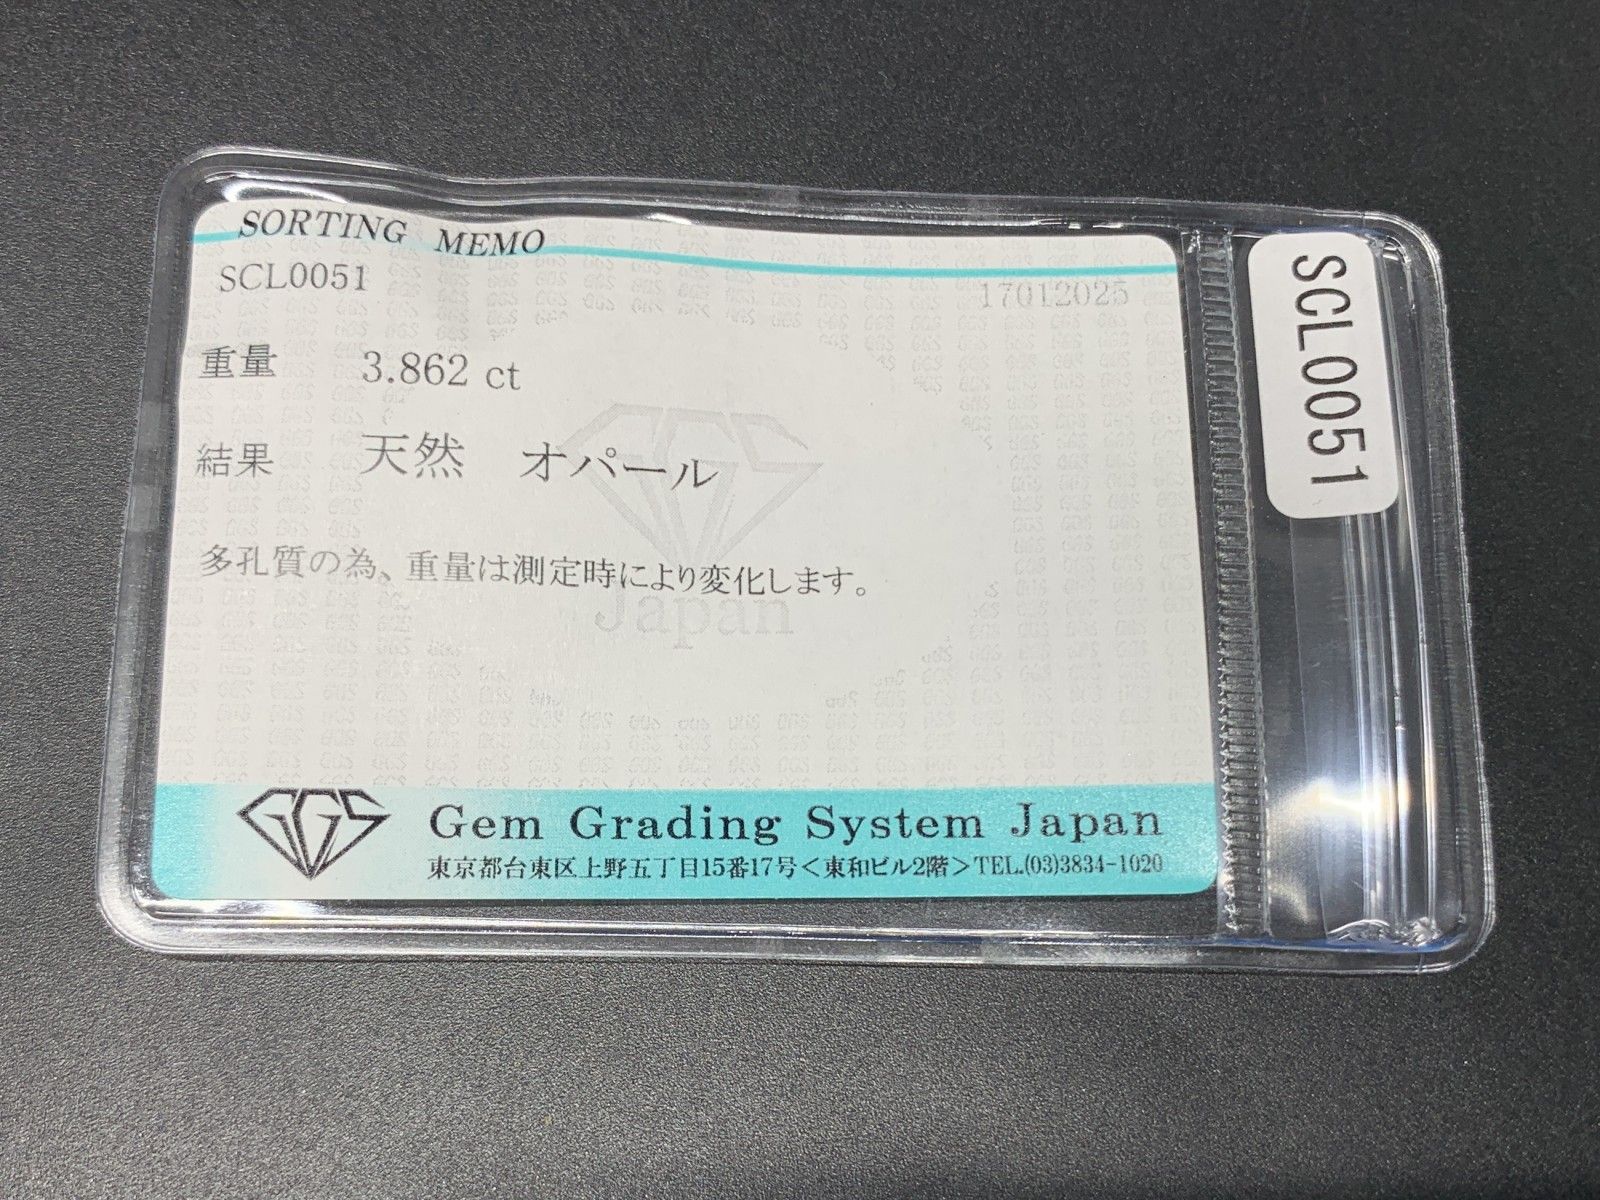 SORTING MEMO
SCL0051
17012025
重量 3.862 ct
結果 天然 オパール
多孔質の為、重量は測定時により変化します。
GGS
Japan
GGS Gem Grading System Japan
東京都台東区上野五丁目15番17号<東和ビル2階>TEL.(03)3834-1020
SCL0051